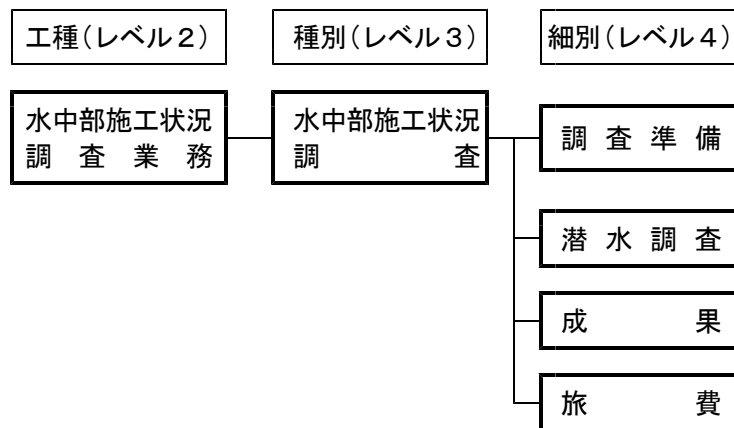 工種（レベル２）
種別（レベル３）
細別（レベル４）
水中部施工状況
調査業務
水中部施工状況
調査
調査準備
潜水調査
成果
旅費